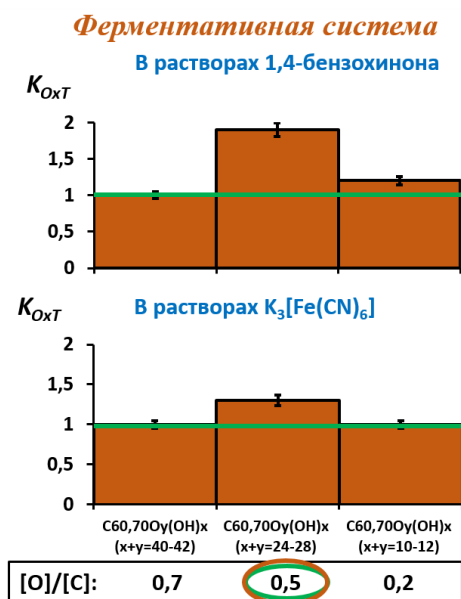 Ферментативная система
В растворах 1,4-бензохинона
K_OxT
2
1,5
1
0,5
0
K_OxT
В растворах K₃[Fe(CN)₆]
2
1,5
1
0,5
0
C60,70Oy(OH)x C60,70Oy(OH)x C60,70Oy(OH)x
(x+y=40-42) (x+y=24-28) (x+y=10-12)
[O]/[C]: 0,7 0,5 0,2